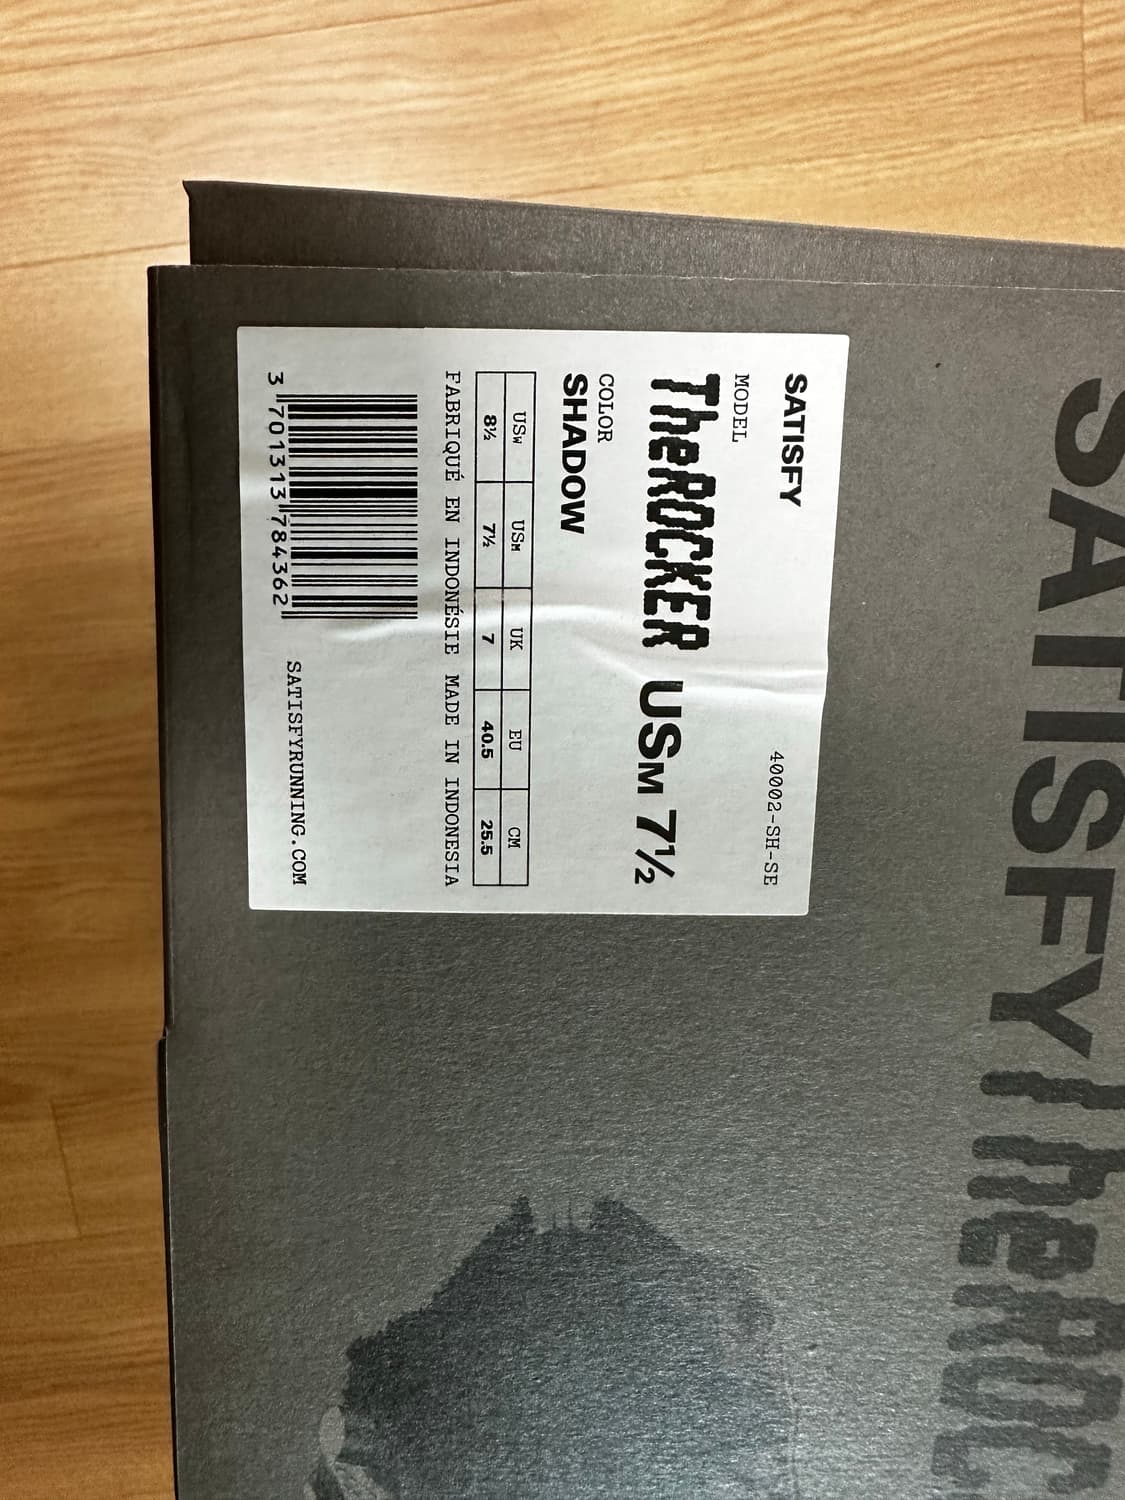 SATISFY
40002-SH-SE
MODEL
TheROCKER USM 7½
COLOR
SHADOW
USW USM UK EU CM
8½ 7½ 7 40.5 25.5
FABRIQUÉ EN INDONÉSIE MADE IN INDONESIA
3 701313 784362
SATISFYRUNNING.COM
SATISFY TheROC